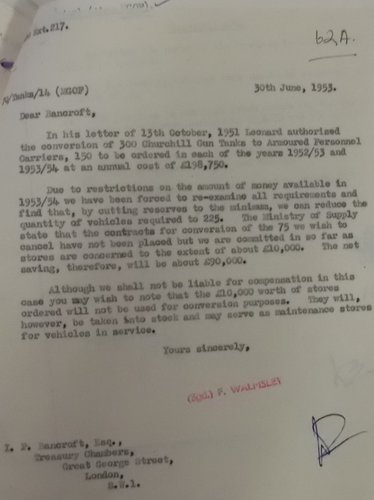 Ext.217.
62A.
/Tanks/14 (MGOF)
30th June, 1953.
Dear Bancroft,
In his letter of 13th October, 1951 Leonard authorised
the conversion of 300 Churchill Gun Tanks to Armoured Personnel
Carriers, 150 to be ordered in each of the years 1952/53 and
1953/54 at an annual cost of £198,750.
Due to restrictions on the amount of money available in
1953/54 we have been forced to re-examine all requirements and
find that, by cutting reserves to the minimum, we can reduce the
quantity of vehicles required to 225. The Ministry of Supply
state that the contracts for conversion of the 75 we wish to
cancel have not been placed but we are committed in so far as
stores are concerned to the extent of about £10,000. The net
saving, therefore, will be about £90,000.
Although we shall not be liable for compensation in this
case you may wish to note that the £10,000 worth of stores
ordered will not be used for conversion purposes. They will,
however, be taken into stock and may serve as maintenance stores
for vehicles in service.
Yours sincerely,
(Sgd.) F. WALMSLEY
I. P. Bancroft, Esq.,
Treasury Chambers,
Great George Street,
London,
S.W.1.